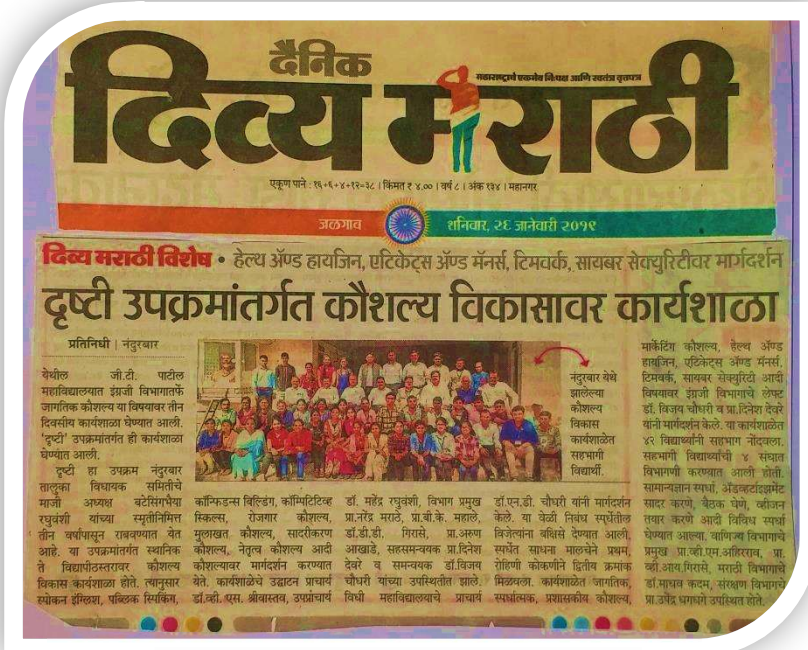 दैनिक
दिव्य मराठी
महाराष्ट्राचे एकमेव निःपक्ष आणि स्वतंत्र वृत्तपत्र
एकूण पाने : १६+६+४+१२=३८ | किंमत ₹ ४.०० | वर्ष ८ | अंक १३४ | महानगर
जळगाव शनिवार, २६ जानेवारी २०१९
दिव्य मराठी विशेष • हेल्थ ॲण्ड हायजिन, एटिकेट्स ॲण्ड मॅनर्स, टिमवर्क, सायबर सेक्युरिटीवर मार्गदर्शन
दृष्टी उपक्रमांतर्गत कौशल्य विकासावर कार्यशाळा
प्रतिनिधी | नंदुरबार
येथील जी.टी. पाटील
महाविद्यालयात इंग्रजी विभागातर्फे
जागतिक कौशल्य या विषयावर तीन
दिवसीय कार्यशाळा घेण्यात आली.
'दृष्टी' उपक्रमांतर्गत ही कार्यशाळा
घेण्यात आली.
दृष्टी हा उपक्रम नंदुरबार
तालुका विधायक समितीचे
माजी अध्यक्ष बटेसिंगभैया
रघुवंशी यांच्या स्मृतीनिमित्त
तीन वर्षांपासून राबवण्यात येत
आहे. या उपक्रमांतर्गत स्थानिक
ते विद्यापीठस्तरावर कौशल्य
विकास कार्यशाळा होते. त्यानुसार
स्पोकन इंग्लिश, पब्लिक स्पिकिंग,
कॉन्फिडन्स बिल्डिंग, कॉम्पिटिटिव्ह
स्किल्स, रोजगार कौशल्य,
मुलाखत कौशल्य, सादरीकरण
कौशल्य, नेतृत्व कौशल्य आदी
कौशल्यावर मार्गदर्शन करण्यात
येते. कार्यशाळेचे उद्घाटन प्राचार्य
डॉ.व्ही. एस. श्रीवास्तव, उपप्राचार्य
डॉ. महेंद्र रघुवंशी, विभाग प्रमुख
प्रा.नरेंद्र मराठे, प्रा.बी.के. महाले,
डॉ.डी.डी. गिरासे, प्रा.अरुण
आखाडे, सहसमन्वयक प्रा.दिनेश
देवरे व समन्वयक डॉ.विजय
चौधरी यांच्या उपस्थितीत झाले.
विधी महाविद्यालयाचे प्राचार्य
डॉ.एन.डी. चौधरी यांनी मार्गदर्शन
केले. या वेळी निबंध स्पर्धेतील
विजेत्यांना बक्षिसे देण्यात आली.
स्पर्धेत साधना मालचेने प्रथम,
रोहिणी कोकणीने द्वितीय क्रमांक
मिळवला. कार्यशाळेत जागतिक,
स्पर्धात्मक, प्रशासकीय कौशल्य,
नंदुरबार येथे
झालेल्या
कौशल्य
विकास
कार्यशाळेत
सहभागी
विद्यार्थी.
मार्केटिंग कौशल्य, हेल्थ ॲण्ड
हायजिन, एटिकेट्स ॲण्ड मॅनर्स,
टिमवर्क, सायबर सेक्युरिटी आदी
विषयावर इंग्रजी विभागाचे लेफ्ट
डॉ. विजय चौधरी व प्रा.दिनेश देवरे
यांनी मार्गदर्शन केले. या कार्यशाळेत
४२ विद्यार्थ्यांनी सहभाग नोंदवला.
सहभागी विद्यार्थ्यांची ४ संघात
विभागणी करण्यात आली होती.
सामान्यज्ञान स्पर्धा, ॲडव्हर्टाइझमेंट
सादर करणे, बैठक घेणे, व्हीजन
तयार करणे आदी विविध स्पर्धा
घेण्यात आल्या. वाणिज्य विभागाचे
प्रमुख प्रा.व्ही.एम.अहिरराव, प्रा.
व्ही.आय.गिरासे, मराठी विभागाचे
डॉ.माधव कदम, संरक्षण विभागाचे
प्रा.उपेंद्र धगधगे उपस्थित होते.